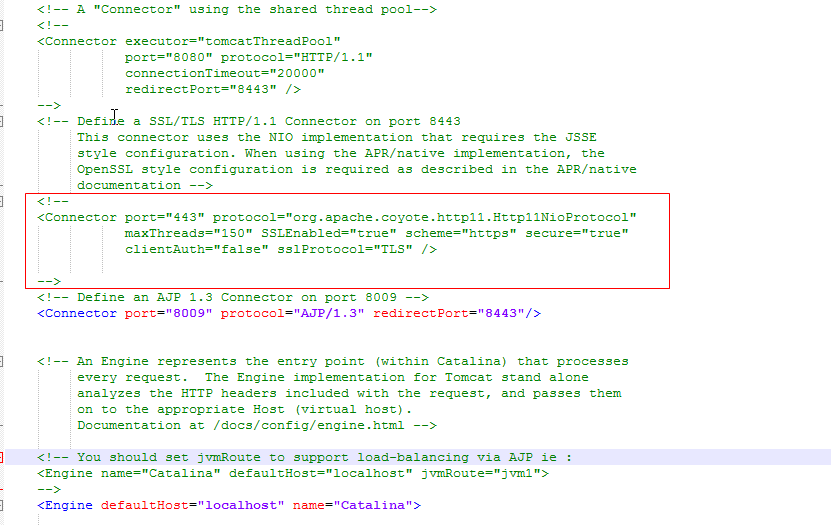 <!-- A "Connector" using the shared thread pool-->
<!--
<Connector executor="tomcatThreadPool"
port="8080" protocol="HTTP/1.1"
connectionTimeout="20000"
redirectPort="8443" />
-->
<!-- Define a SSL/TLS HTTP/1.1 Connector on port 8443
This connector uses the NIO implementation that requires the JSSE
style configuration. When using the APR/native implementation, the
OpenSSL style configuration is required as described in the APR/native
documentation -->
<!--
<Connector port="443" protocol="org.apache.coyote.http11.Http11NioProtocol"
maxThreads="150" SSLEnabled="true" scheme="https" secure="true"
clientAuth="false" sslProtocol="TLS" />
-->
<!-- Define an AJP 1.3 Connector on port 8009 -->
<Connector port="8009" protocol="AJP/1.3" redirectPort="8443"/>
<!-- An Engine represents the entry point (within Catalina) that processes
every request.  The Engine implementation for Tomcat stand alone
analyzes the HTTP headers included with the request, and passes them
on to the appropriate Host (virtual host).
Documentation at /docs/config/engine.html -->
<!-- You should set jvmRoute to support load-balancing via AJP ie :
<Engine name="Catalina" defaultHost="localhost" jvmRoute="jvm1">
-->
<Engine defaultHost="localhost" name="Catalina">